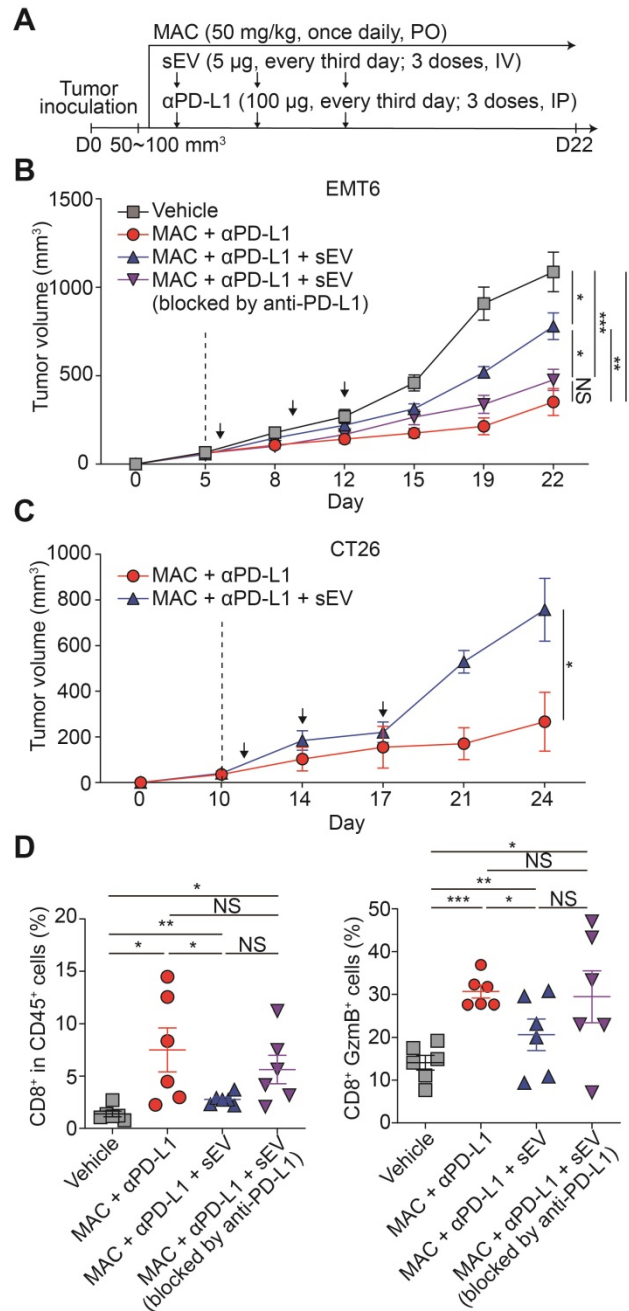 A
MAC (50 mg/kg, once daily, PO)
sEV (5 µg, every third day; 3 doses, IV)
Tumor
inoculation
αPD-L1 (100 µg, every third day; 3 doses, IP)
D0 50~100 mm³ D22
B
EMT6
Tumor volume (mm³)
1500
1000
500
0
Vehicle
MAC + αPD-L1
MAC + αPD-L1 + sEV
MAC + αPD-L1 + sEV
(blocked by anti-PD-L1)
* *** **
*
NS
0 5 8 12 15 19 22
Day
C
CT26
Tumor volume (mm³)
1000
800
600
400
200
0
MAC + αPD-L1
MAC + αPD-L1 + sEV
*
0 10 14 17 21 24
Day
D
CD8⁺ in CD45⁺ cells (%)
20
15
10
5
0
*
NS
**
* * NS
Vehicle
MAC + αPD-L1
MAC + αPD-L1 + sEV
MAC + αPD-L1 + sEV
(blocked by anti-PD-L1)
CD8⁺ GzmB⁺ cells (%)
50
40
30
20
10
0
*
NS
**
*** * NS
Vehicle
MAC + αPD-L1
MAC + αPD-L1 + sEV
MAC + αPD-L1 + sEV
(blocked by anti-PD-L1)